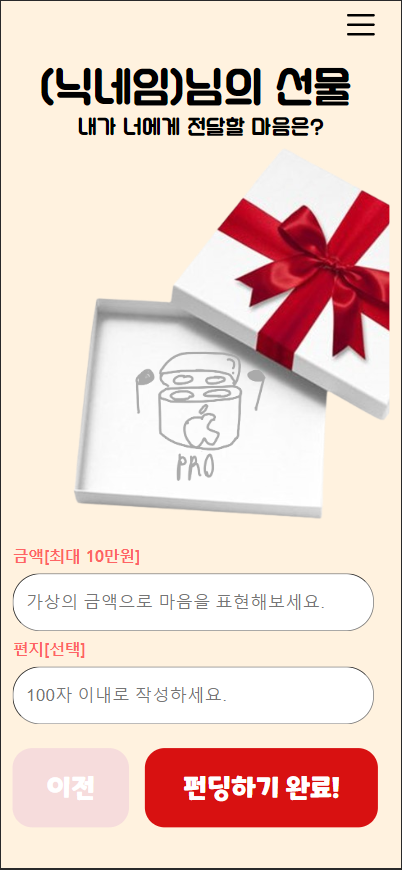 (닉네임)님의 선물
내가 너에게 전달할 마음은?
PRO
금액[최대 10만원]
가상의 금액으로 마음을 표현해보세요.
편지[선택]
100자 이내로 작성하세요.
이전
펀딩하기 완료!